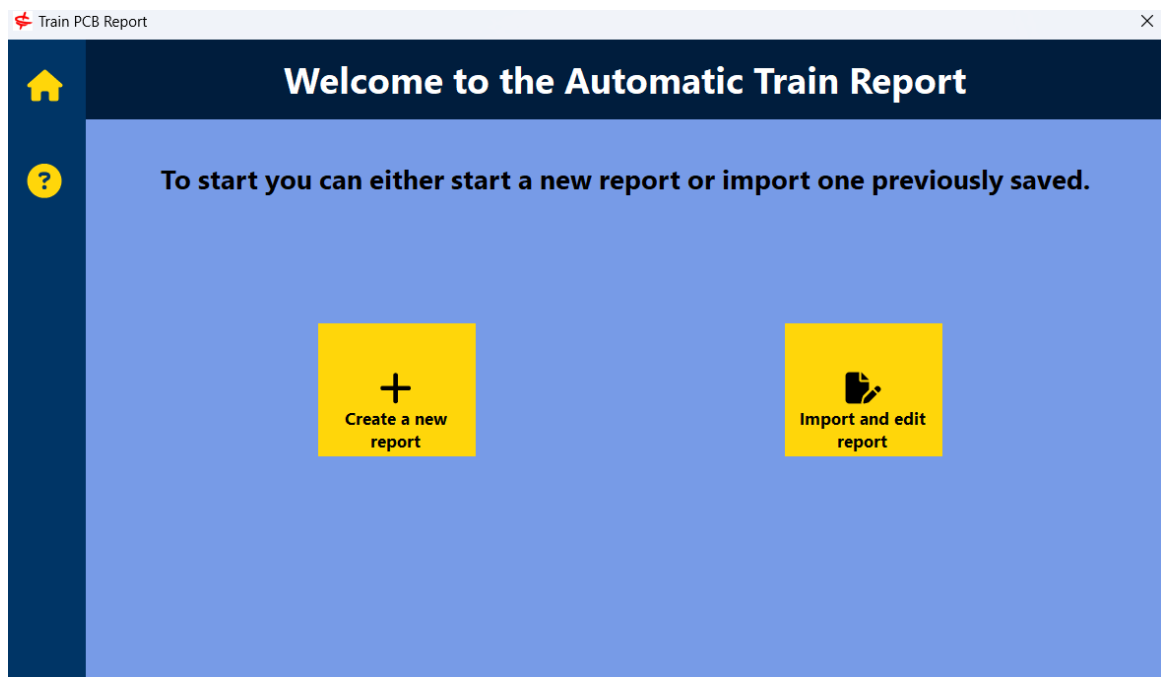 Train PCB Report
Welcome to the Automatic Train Report
?
To start you can either start a new report or import one previously saved.
Create a new
report
Import and edit
report